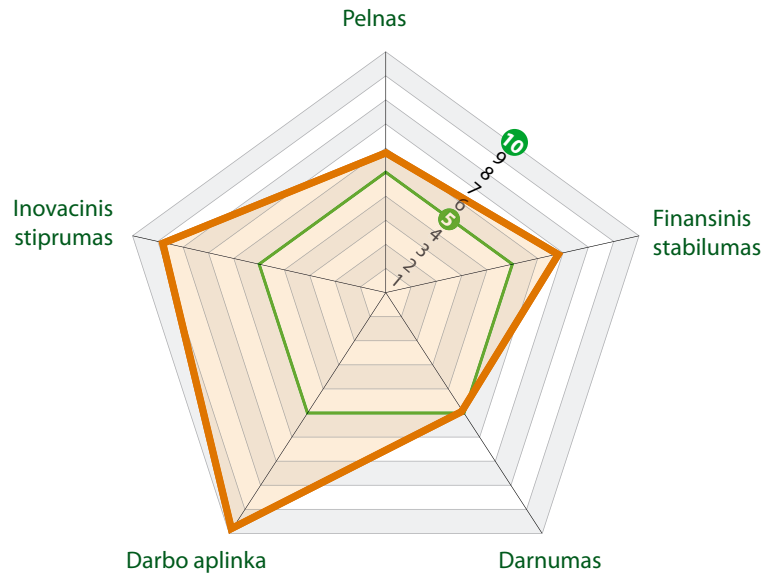 Pelnas
10
9
8
7
6
5
4
3
2
1
Inovacinis
stiprumas
Finansinis
stabilumas
Darbo aplinka
Darnumas